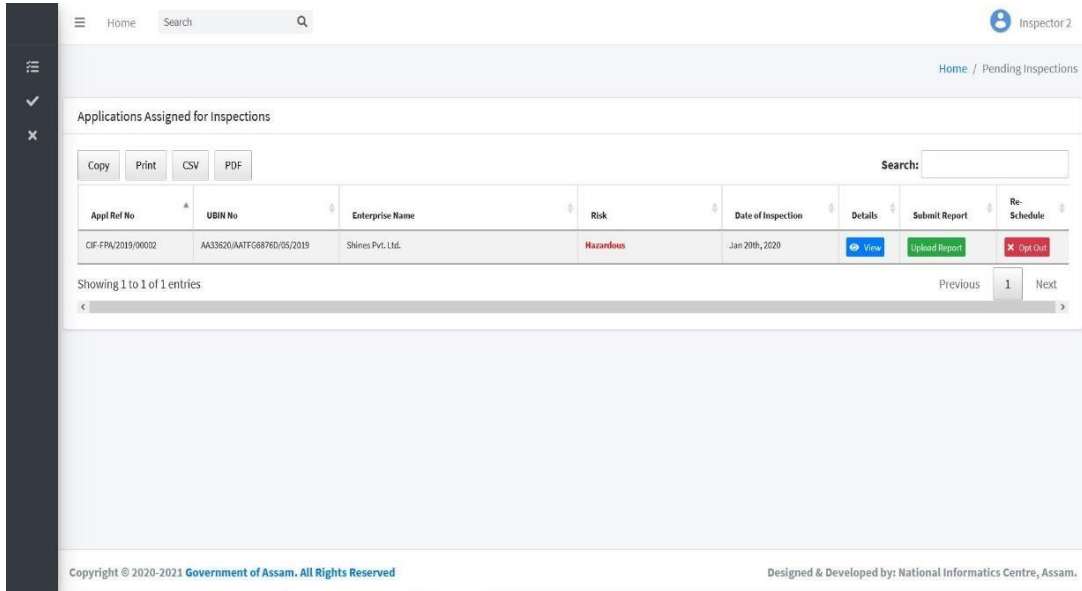 Home Search Inspector 2
Home / Pending Inspections
Applications Assigned for Inspections
Copy Print CSV PDF Search:
Appl Ref No UBIN No Enterprise Name Risk Date of Inspection Details Submit Report Re-
Schedule
CIF-FPA/2019/00002 AA33620/AATFG6876D/05/2019 Shines Pvt. Ltd. Hazardous Jan 20th, 2020 View Upload Report Opt Out
Showing 1 to 1 of 1 entries Previous 1 Next
Copyright © 2020-2021 Government of Assam. All Rights Reserved Designed & Developed by: National Informatics Centre, Assam.